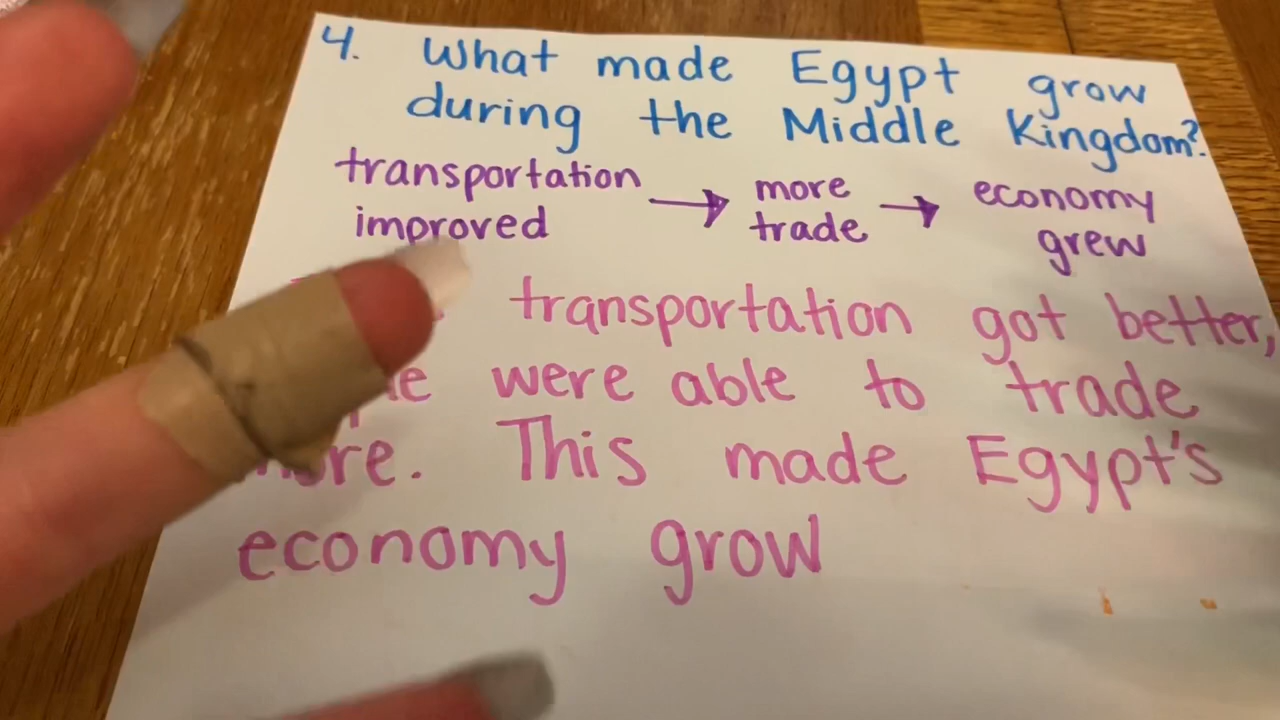 4. What made Egypt grow
during the Middle Kingdom?
transportation more economy
improved trade grew
transportation got better,
were able to trade
This made Egypt's
economy grow